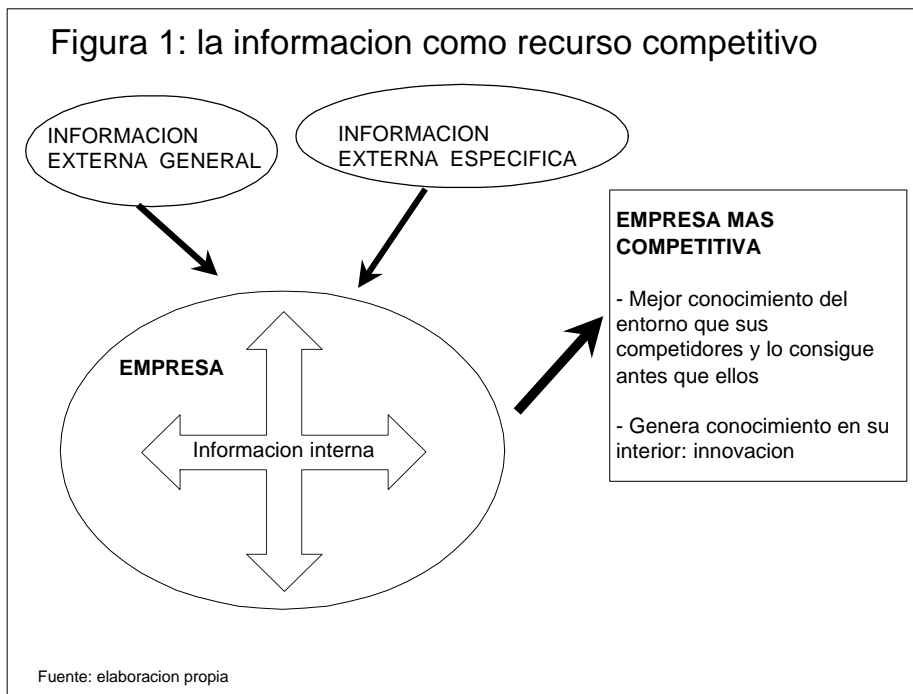 Figura 1: la informacion como recurso competitivo
INFORMACION
EXTERNA GENERAL
INFORMACION
EXTERNA ESPECIFICA
EMPRESA MAS
COMPETITIVA
- Mejor conocimiento del
entorno que sus
competidores y lo consigue
antes que ellos
- Genera conocimiento en su
interior: innovacion
EMPRESA
Informacion interna
Fuente: elaboracion propia